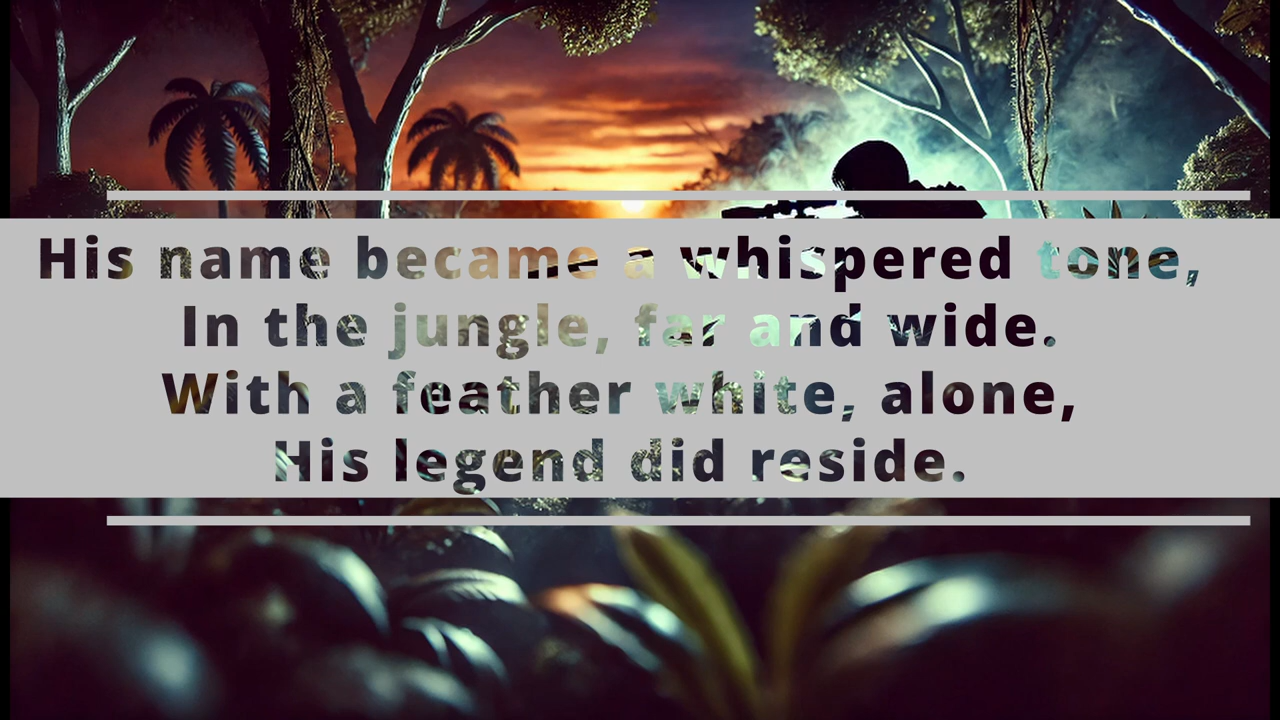 His name became a whispered tone,
In the jungle, far and wide.
With a feather white, alone,
His legend did reside.